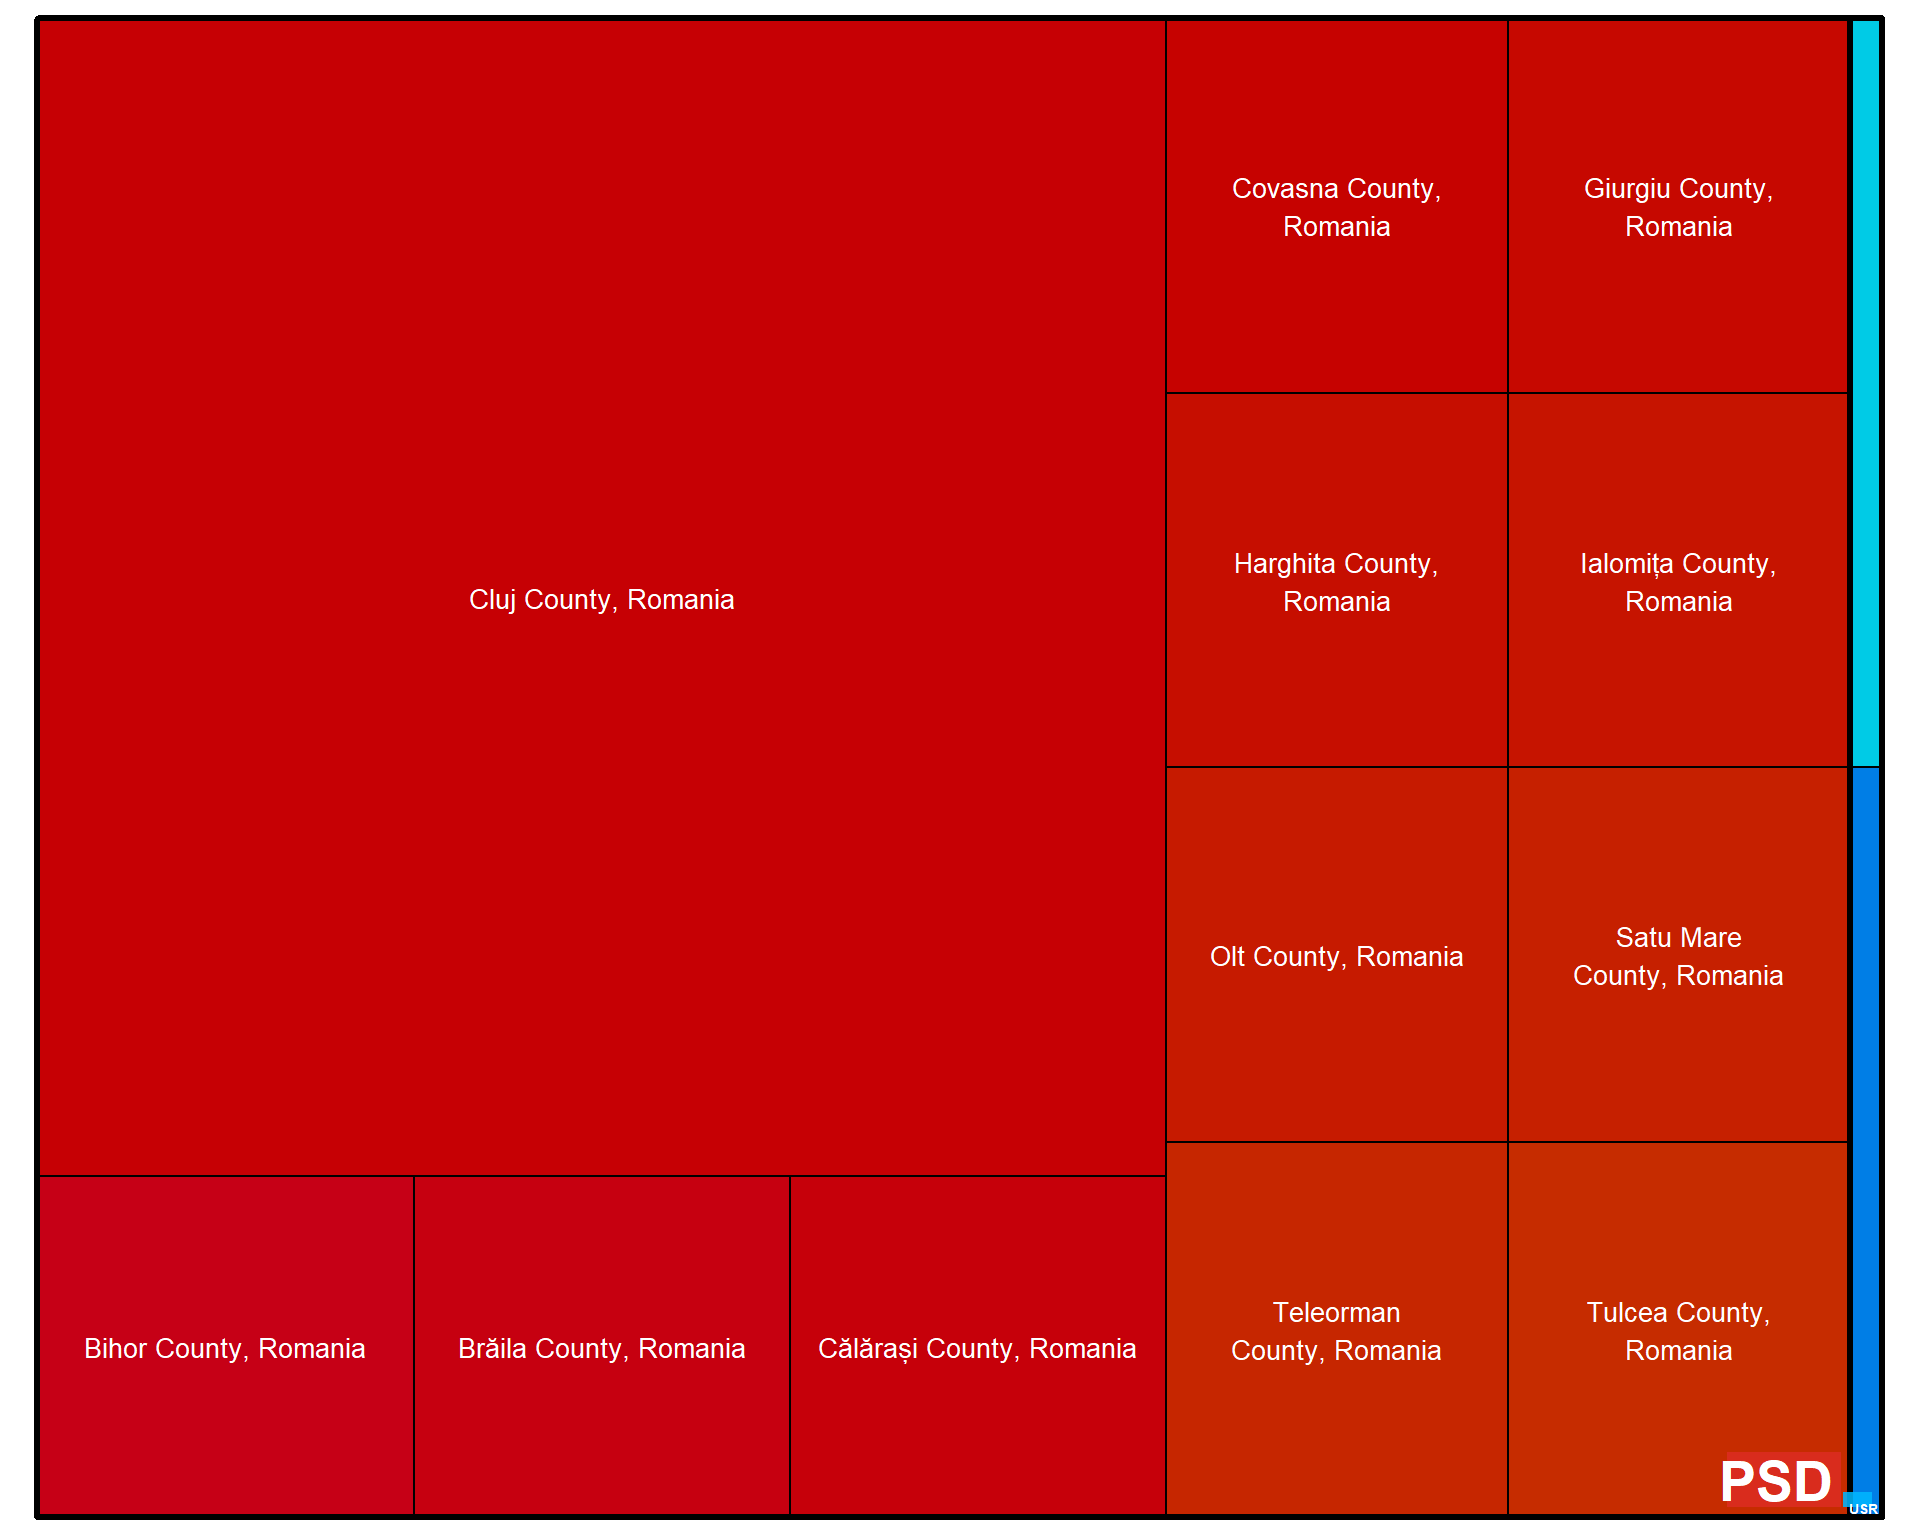 Covasna County,
Romania
Giurgiu County,
Romania
Cluj County, Romania
Harghita County,
Romania
Ialomița County,
Romania
Olt County, Romania
Satu Mare
County, Romania
Bihor County, Romania
Brăila County, Romania
Călărași County, Romania
Teleorman
County, Romania
Tulcea County,
Romania
PSD
USR